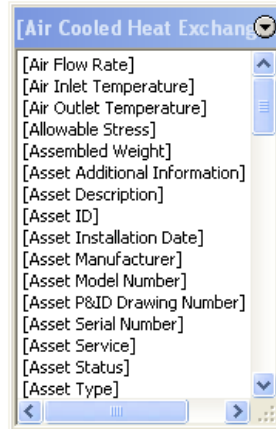 [Air Cooled Heat Exchang
[Air Flow Rate]
[Air Inlet Temperature]
[Air Outlet Temperature]
[Allowable Stress]
[Assembled Weight]
[Asset Additional Information]
[Asset Description]
[Asset ID]
[Asset Installation Date]
[Asset Manufacturer]
[Asset Model Number]
[Asset P&ID Drawing Number]
[Asset Serial Number]
[Asset Service]
[Asset Status]
[Asset Type]